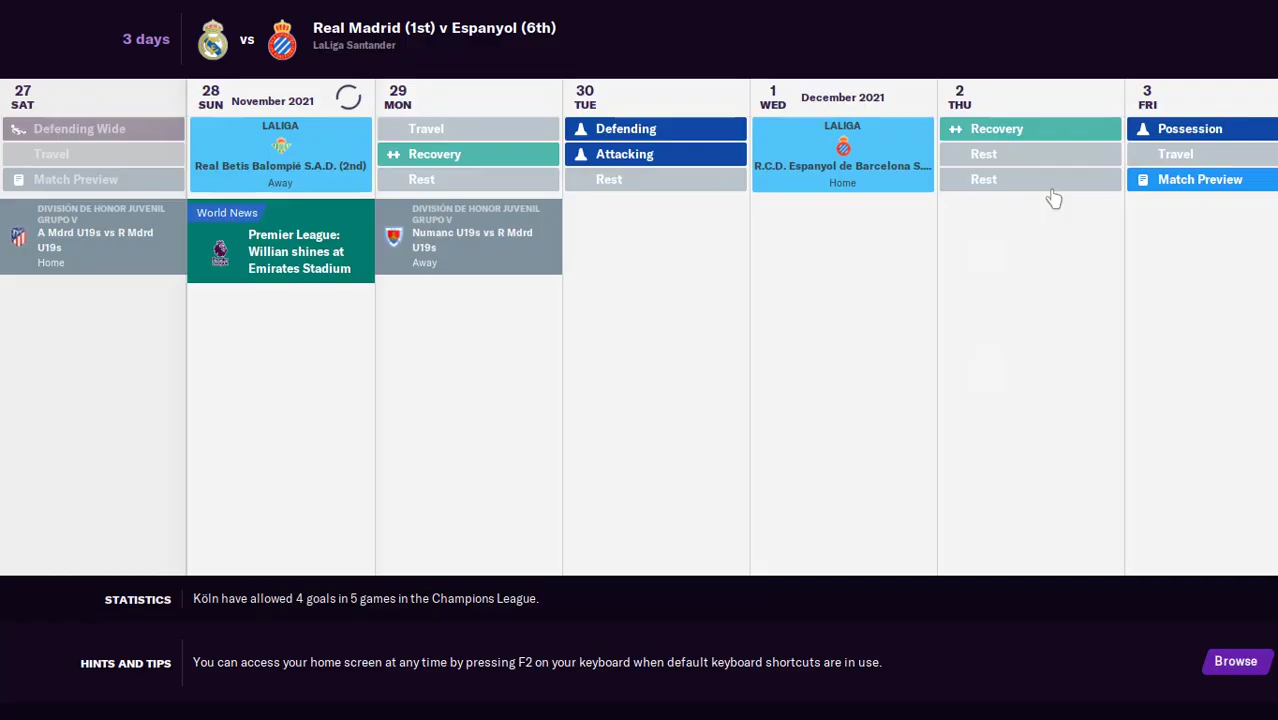 3 days
vs
Real Madrid (1st) v Espanyol (6th)
LaLiga Santander
27
SAT
28
SUN
November 2021
29
MON
30
TUE
1
WED
December 2021
2
THU
3
FRI
Defending Wide
Travel
Match Preview
LALIGA
Real Betis Balompié S.A.D. (2nd)
Away
Travel
Recovery
Rest
Defending
Attacking
Rest
LALIGA
R.C.D. Espanyol de Barcelona S....
Home
Recovery
Rest
Rest
Possession
Travel
Match Preview
DIVISIÓN DE HONOR JUVENIL
GRUPO V
A Mdrd U19s vs R Mdrd
U19s
Home
World News
Premier League:
Willian shines at
Emirates Stadium
DIVISIÓN DE HONOR JUVENIL
GRUPO V
Numanc U19s vs R Mdrd
U19s
Away
STATISTICS
Köln have allowed 4 goals in 5 games in the Champions League.
HINTS AND TIPS
You can access your home screen at any time by pressing F2 on your keyboard when default keyboard shortcuts are in use.
Browse